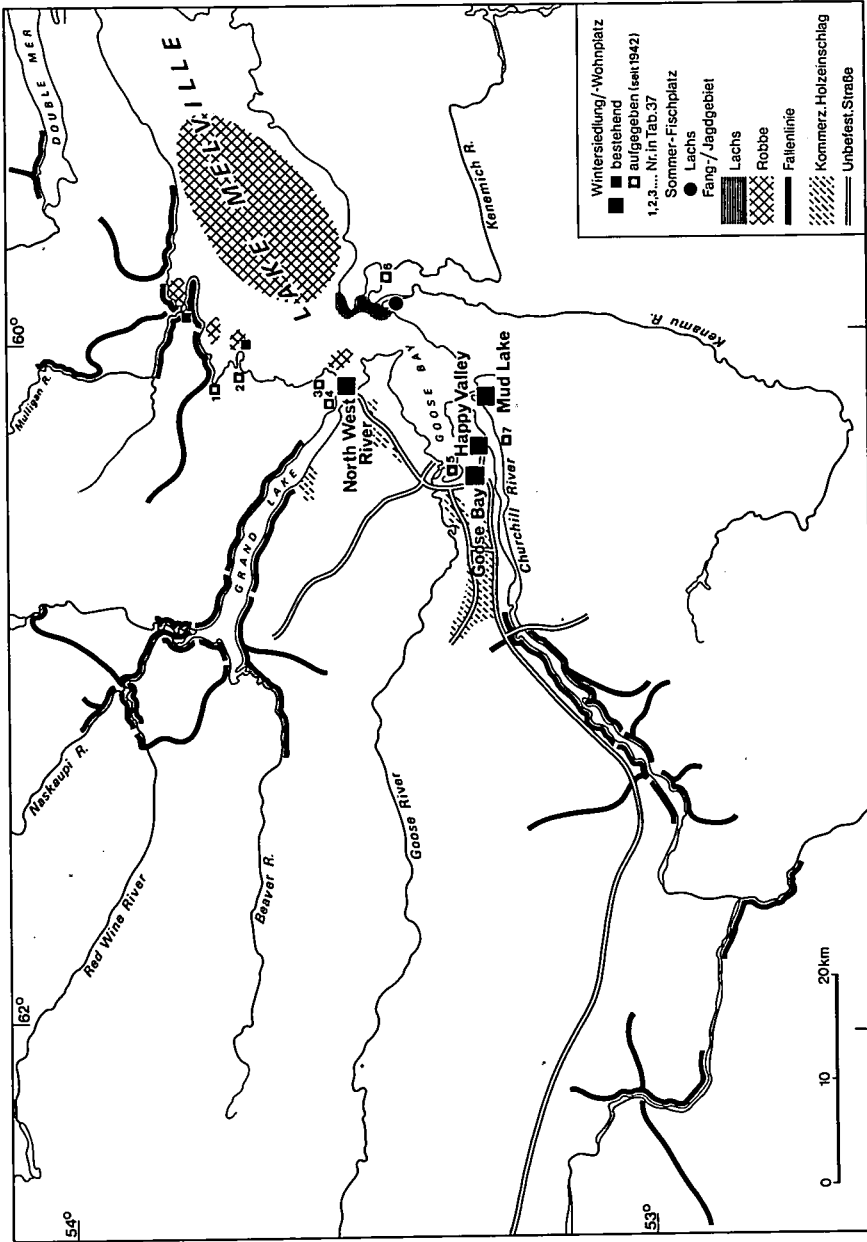 DOUBLE MER
LAKE MELVILLE
60°
62°
54°
53°
Mulligan R.
Kenemich R.
Kenamu R.
1
2
3
4
5
6
7
North West
River
GOOSE BAY
Happy Valley
Mud Lake
Goose Bay
Churchill River
GRAND LAKE
Naskaupi R.
Red Wine River
Beaver R.
Goose River
0 10 20km
Wintersiedlung/-Wohnplatz
bestehend
aufgegeben (seit 1942)
1,2,3.... Nr. in Tab. 37
Sommer-Fischplatz
Lachs
Fang-/Jagdgebiet
Lachs
Robbe
Fallenlinie
Kommerz. Holzeinschlag
Unbefest. Straße